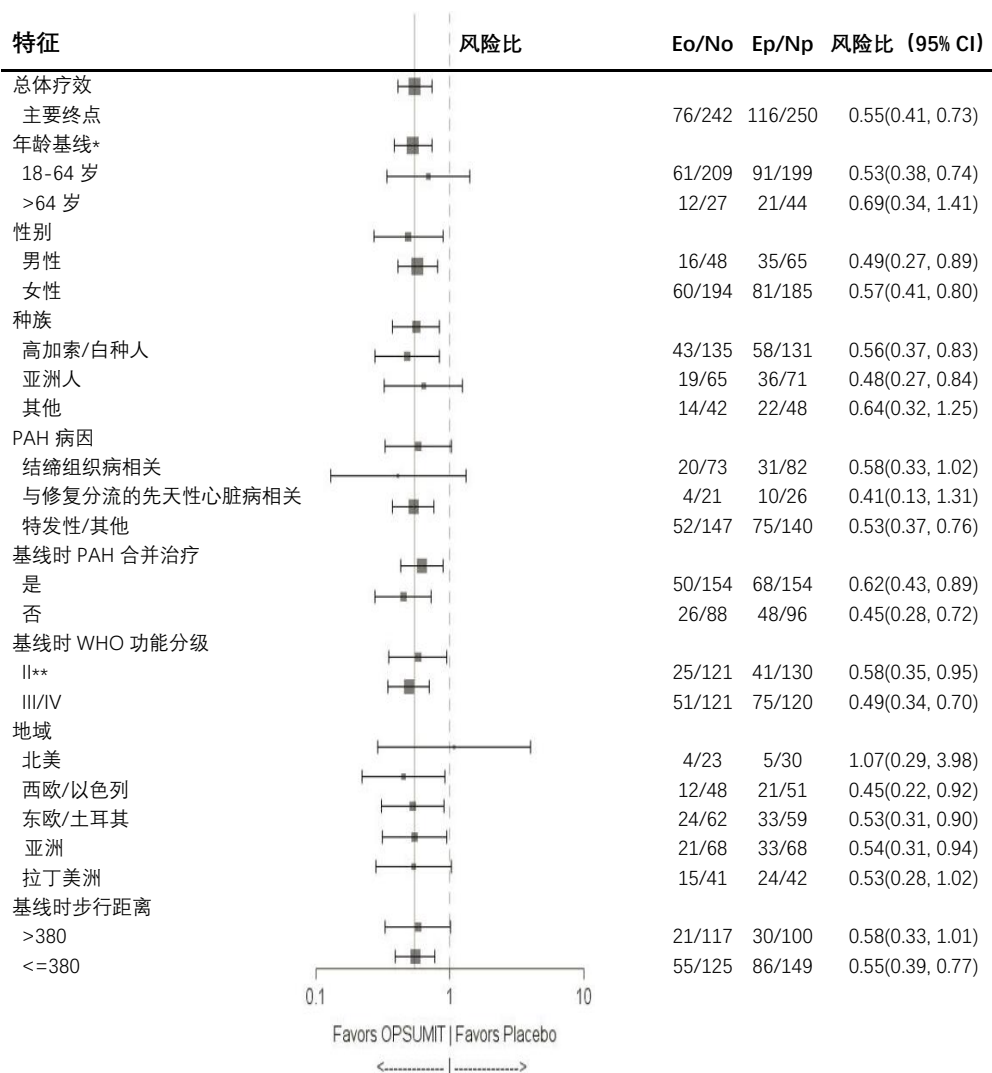 特征 风险比 Eo/No Ep/Np 风险比（95% CI）
总体疗效
主要终点 76/242 116/250 0.55(0.41, 0.73)
年龄基线*
18-64 岁 61/209 91/199 0.53(0.38, 0.74)
>64 岁 12/27 21/44 0.69(0.34, 1.41)
性别
男性 16/48 35/65 0.49(0.27, 0.89)
女性 60/194 81/185 0.57(0.41, 0.80)
种族
高加索/白种人 43/135 58/131 0.56(0.37, 0.83)
亚洲人 19/65 36/71 0.48(0.27, 0.84)
其他 14/42 22/48 0.64(0.32, 1.25)
PAH 病因
结缔组织病相关 20/73 31/82 0.58(0.33, 1.02)
与修复分流的先天性心脏病相关 4/21 10/26 0.41(0.13, 1.31)
特发性/其他 52/147 75/140 0.53(0.37, 0.76)
基线时 PAH 合并治疗
是 50/154 68/154 0.62(0.43, 0.89)
否 26/88 48/96 0.45(0.28, 0.72)
基线时 WHO 功能分级
II** 25/121 41/130 0.58(0.35, 0.95)
III/IV 51/121 75/120 0.49(0.34, 0.70)
地域
北美 4/23 5/30 1.07(0.29, 3.98)
西欧/以色列 12/48 21/51 0.45(0.22, 0.92)
东欧/土耳其 24/62 33/59 0.53(0.31, 0.90)
亚洲 21/68 33/68 0.54(0.31, 0.94)
拉丁美洲 15/41 24/42 0.53(0.28, 1.02)
基线时步行距离
>380 21/117 30/100 0.58(0.33, 1.01)
<=380 55/125 86/149 0.55(0.39, 0.77)
0.1 1 10
Favors OPSUMIT | Favors Placebo
<------------- | ------------->